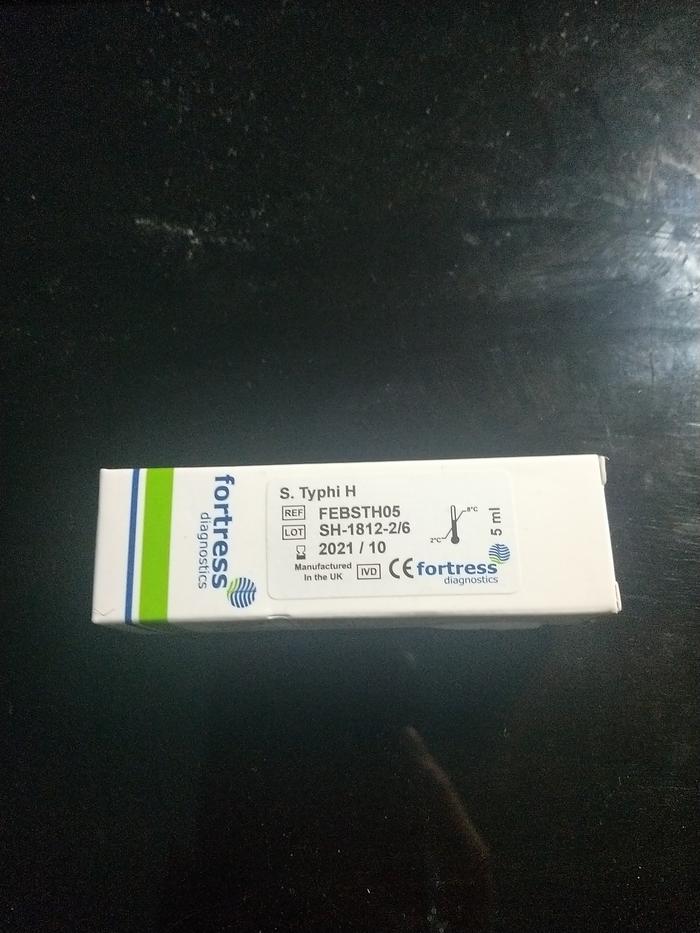 fortress
diagnostics
S. Typhi H
REF FEBSTH05
LOT SH-1812-2/6
2021 / 10
8°C
2°C
5 ml
Manufactured
In the UK
IVD
CE
fortress
diagnostics